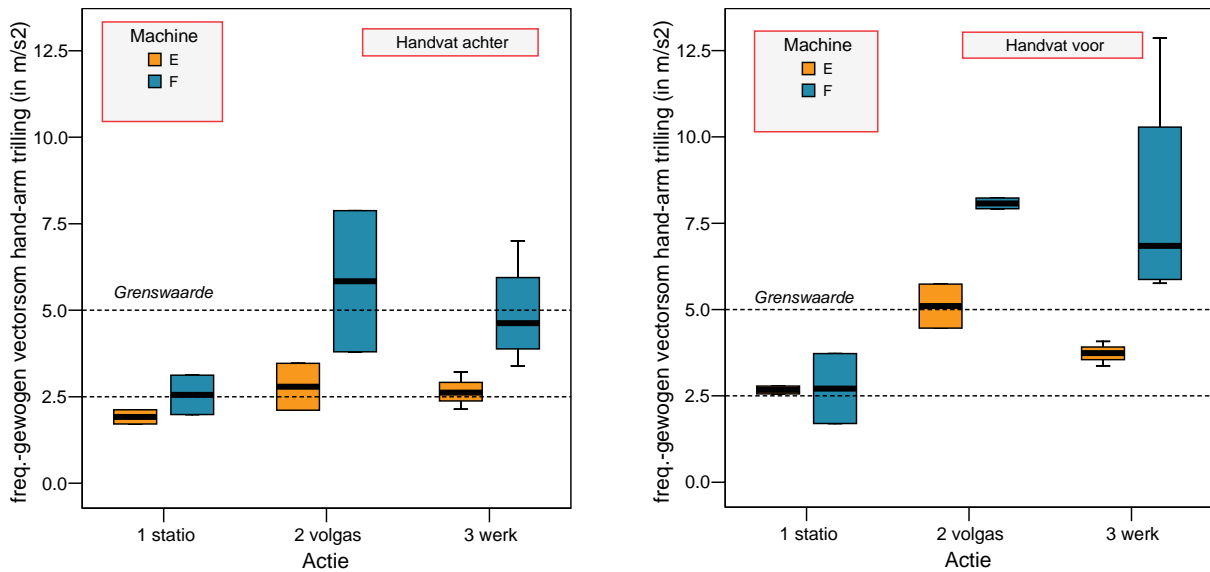 freq.-gewogen vectorsom hand-arm trilling (in m/s2)
12.5
10.0
7.5
5.0
2.5
0.0
Machine
E
F
Handvat achter
Grenswaarde
1 statio
2 volgas
3 werk
Actie
freq.-gewogen vectorsom hand-arm trilling (in m/s2)
12.5
10.0
7.5
5.0
2.5
0.0
Machine
E
F
Handvat voor
Grenswaarde
1 statio
2 volgas
3 werk
Actie